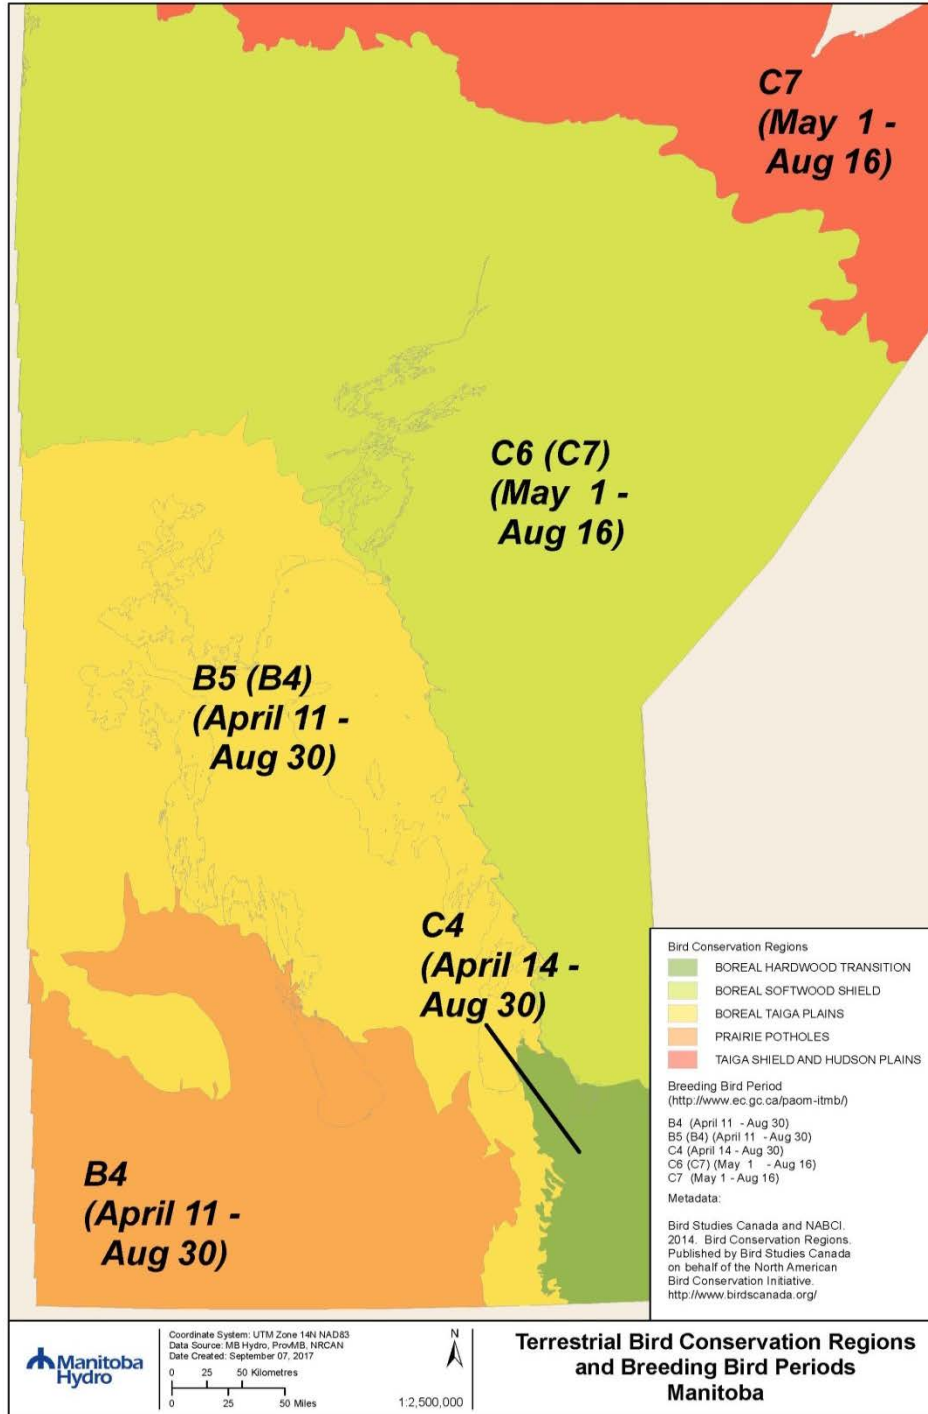 C7
(May 1 -
Aug 16)
C6 (C7)
(May 1 -
Aug 16)
B5 (B4)
(April 11 -
Aug 30)
C4
(April 14 -
Aug 30)
B4
(April 11 -
Aug 30)
Bird Conservation Regions
BOREAL HARDWOOD TRANSITION
BOREAL SOFTWOOD SHIELD
BOREAL TAIGA PLAINS
PRAIRIE POTHOLES
TAIGA SHIELD AND HUDSON PLAINS
Breeding Bird Period
(http://www.ec.gc.ca/paom-itmb/)
B4 (April 11 - Aug 30)
B5 (B4) (April 11 - Aug 30)
C4 (April 14 - Aug 30)
C6 (C7) (May 1 - Aug 16)
C7 (May 1 - Aug 16)
Metadata:
Bird Studies Canada and NABCI.
2014. Bird Conservation Regions.
Published by Bird Studies Canada
on behalf of the North American
Bird Conservation Initiative.
http://www.birdscanada.org/
Manitoba
Hydro
Coordinate System: UTM Zone 14N NAD83
Data Source: MB Hydro, ProvMB, NRCAN
Date Created: September 07, 2017
0 25 50 Kilometres
0 25 50 Miles
N
1:2,500,000
Terrestrial Bird Conservation Regions
and Breeding Bird Periods
Manitoba